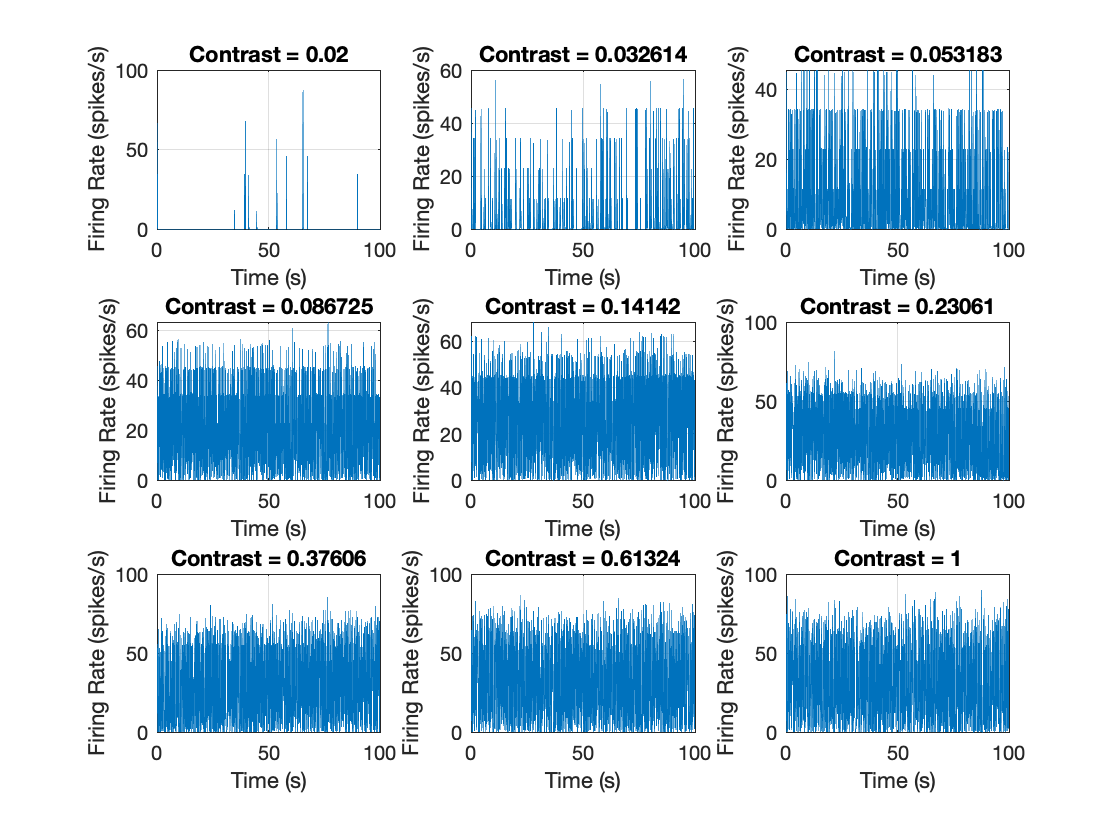 Contrast = 0.02
Firing Rate (spikes/s)
100
50
0
0 50 100
Time (s)
Contrast = 0.032614
Firing Rate (spikes/s)
60
40
20
0
0 50 100
Time (s)
Contrast = 0.053183
Firing Rate (spikes/s)
40
20
0
0 50 100
Time (s)
Contrast = 0.086725
Firing Rate (spikes/s)
60
40
20
0
0 50 100
Time (s)
Contrast = 0.14142
Firing Rate (spikes/s)
60
40
20
0
0 50 100
Time (s)
Contrast = 0.23061
Firing Rate (spikes/s)
100
50
0
0 50 100
Time (s)
Contrast = 0.37606
Firing Rate (spikes/s)
100
50
0
0 50 100
Time (s)
Contrast = 0.61324
Firing Rate (spikes/s)
100
50
0
0 50 100
Time (s)
Contrast = 1
Firing Rate (spikes/s)
100
50
0
0 50 100
Time (s)